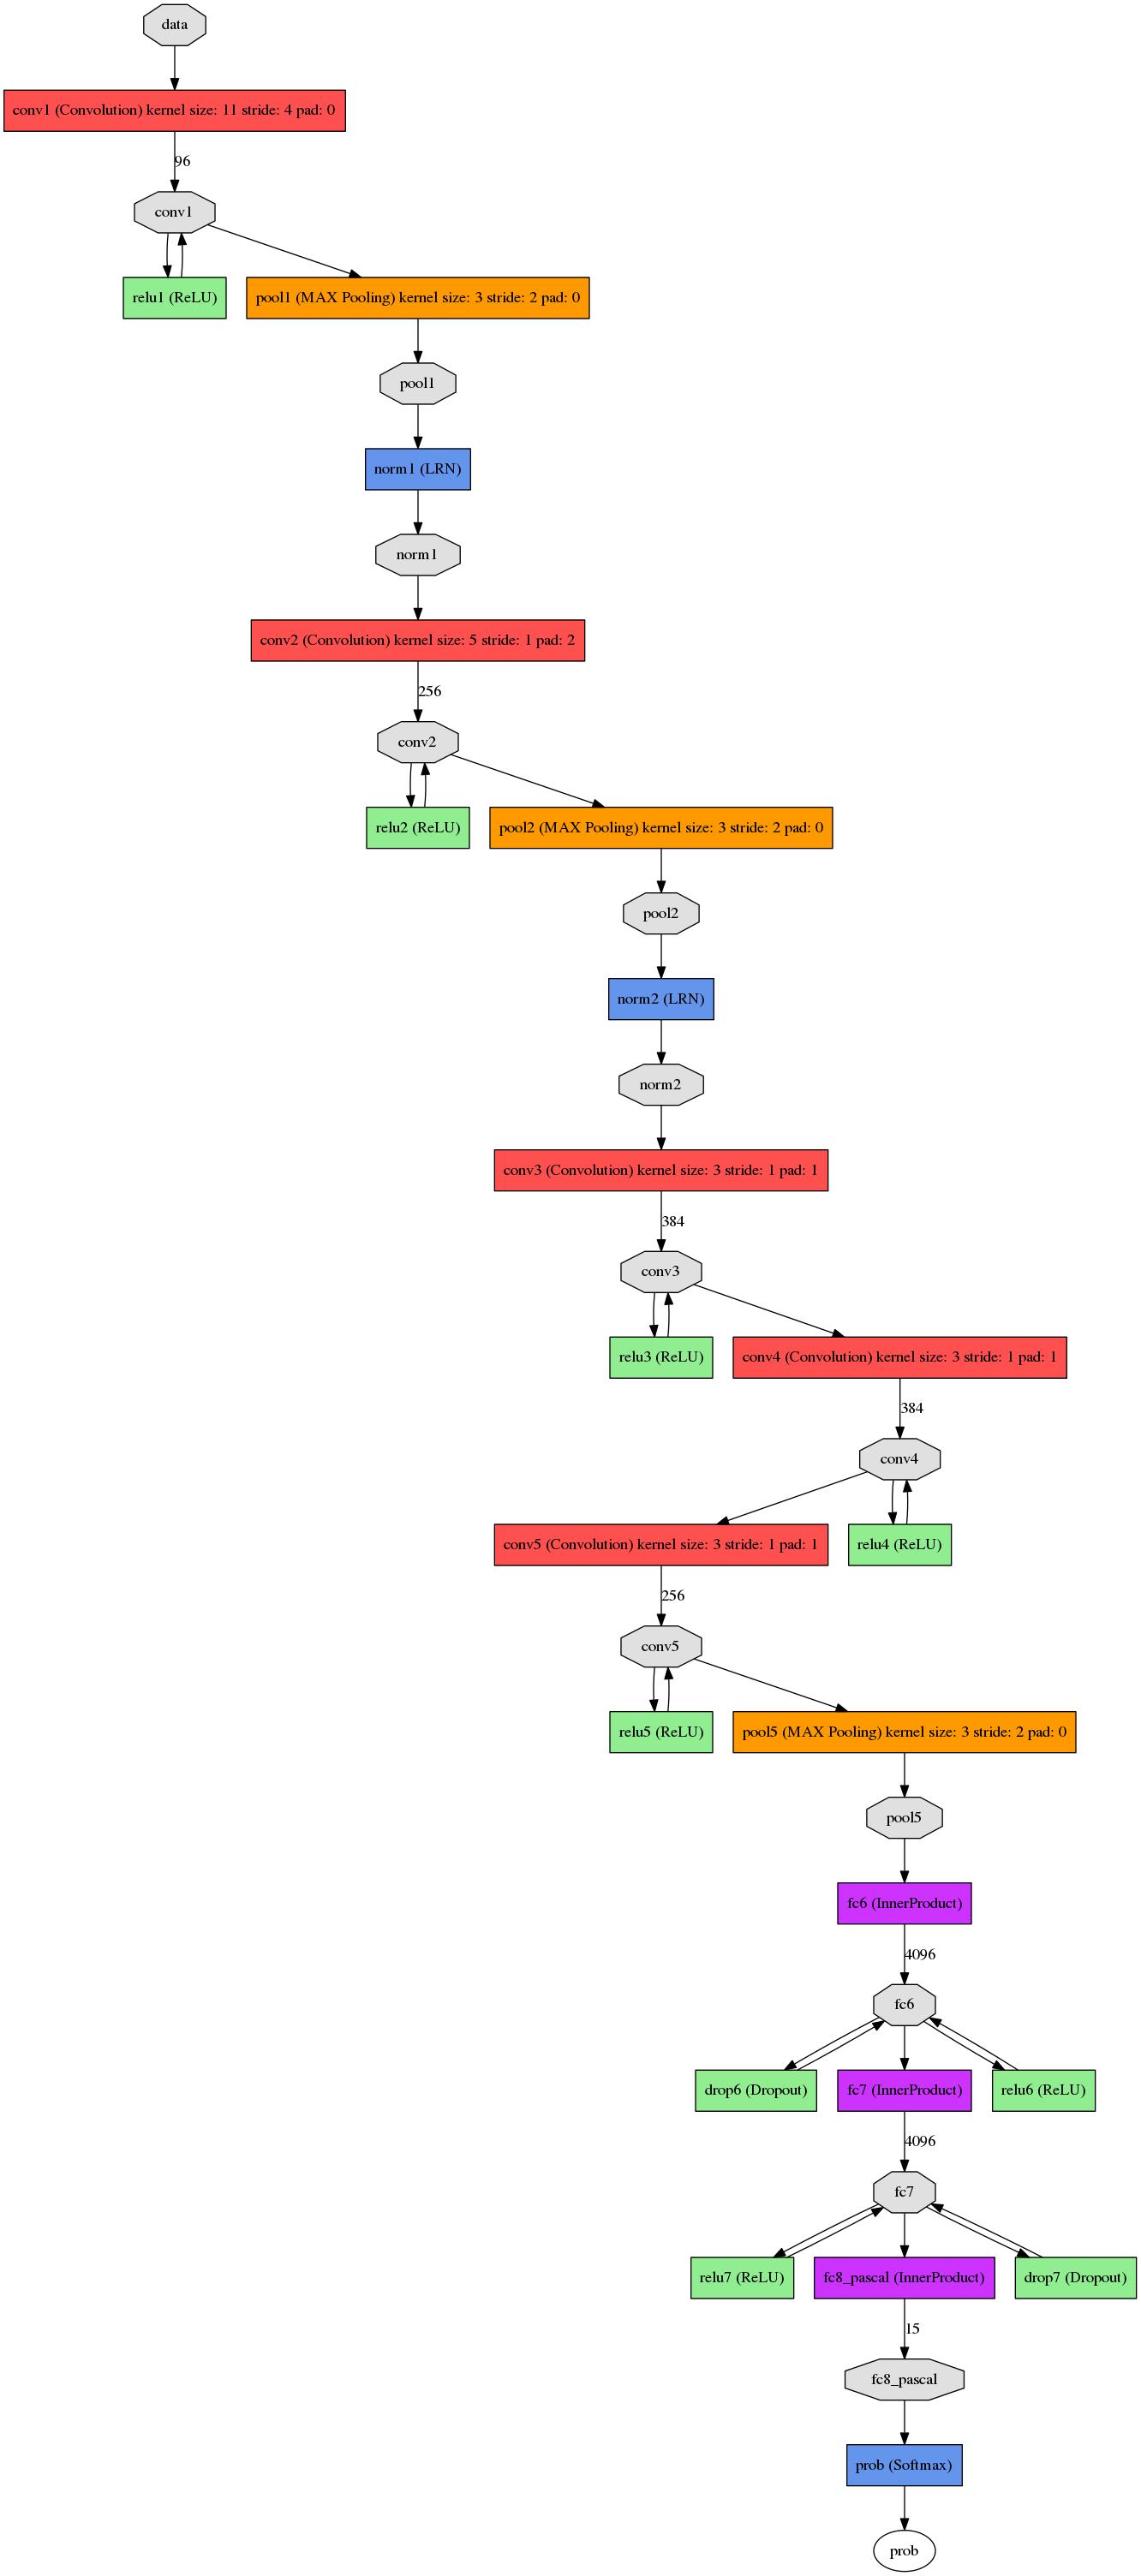 data
conv1 (Convolution) kernel size: 11 stride: 4 pad: 0
96
conv1
relu1 (ReLU)
pool1 (MAX Pooling) kernel size: 3 stride: 2 pad: 0
pool1
norm1 (LRN)
norm1
conv2 (Convolution) kernel size: 5 stride: 1 pad: 2
256
conv2
relu2 (ReLU)
pool2 (MAX Pooling) kernel size: 3 stride: 2 pad: 0
pool2
norm2 (LRN)
norm2
conv3 (Convolution) kernel size: 3 stride: 1 pad: 1
384
conv3
relu3 (ReLU)
conv4 (Convolution) kernel size: 3 stride: 1 pad: 1
384
conv4
conv5 (Convolution) kernel size: 3 stride: 1 pad: 1
relu4 (ReLU)
256
conv5
relu5 (ReLU)
pool5 (MAX Pooling) kernel size: 3 stride: 2 pad: 0
pool5
fc6 (InnerProduct)
4096
fc6
drop6 (Dropout)
fc7 (InnerProduct)
relu6 (ReLU)
4096
fc7
relu7 (ReLU)
fc8_pascal (InnerProduct)
drop7 (Dropout)
15
fc8_pascal
prob (Softmax)
prob